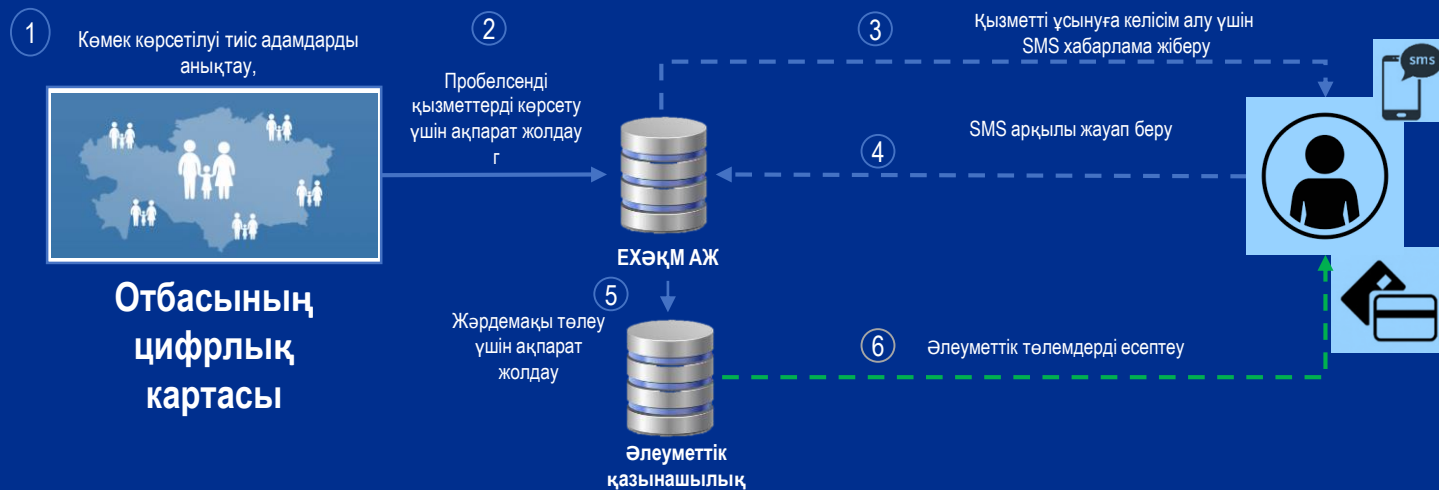 1
Көмек көрсетілуі тиіс адамдарды
анықтау,
Отбасының
цифрлық
картасы
2
Пробелсенді
қызметтерді көрсету
үшін ақпарат жолдау
г
ЕХӘҚМ АЖ
3
Қызметті ұсынуға келісім алу үшін
SMS хабарлама жіберу
sms
4
SMS арқылы жауап беру
5
Жәрдемақы төлеу
үшін ақпарат
жолдау
Әлеуметтік
қазынашылық
6
Әлеуметтік төлемдерді есептеу